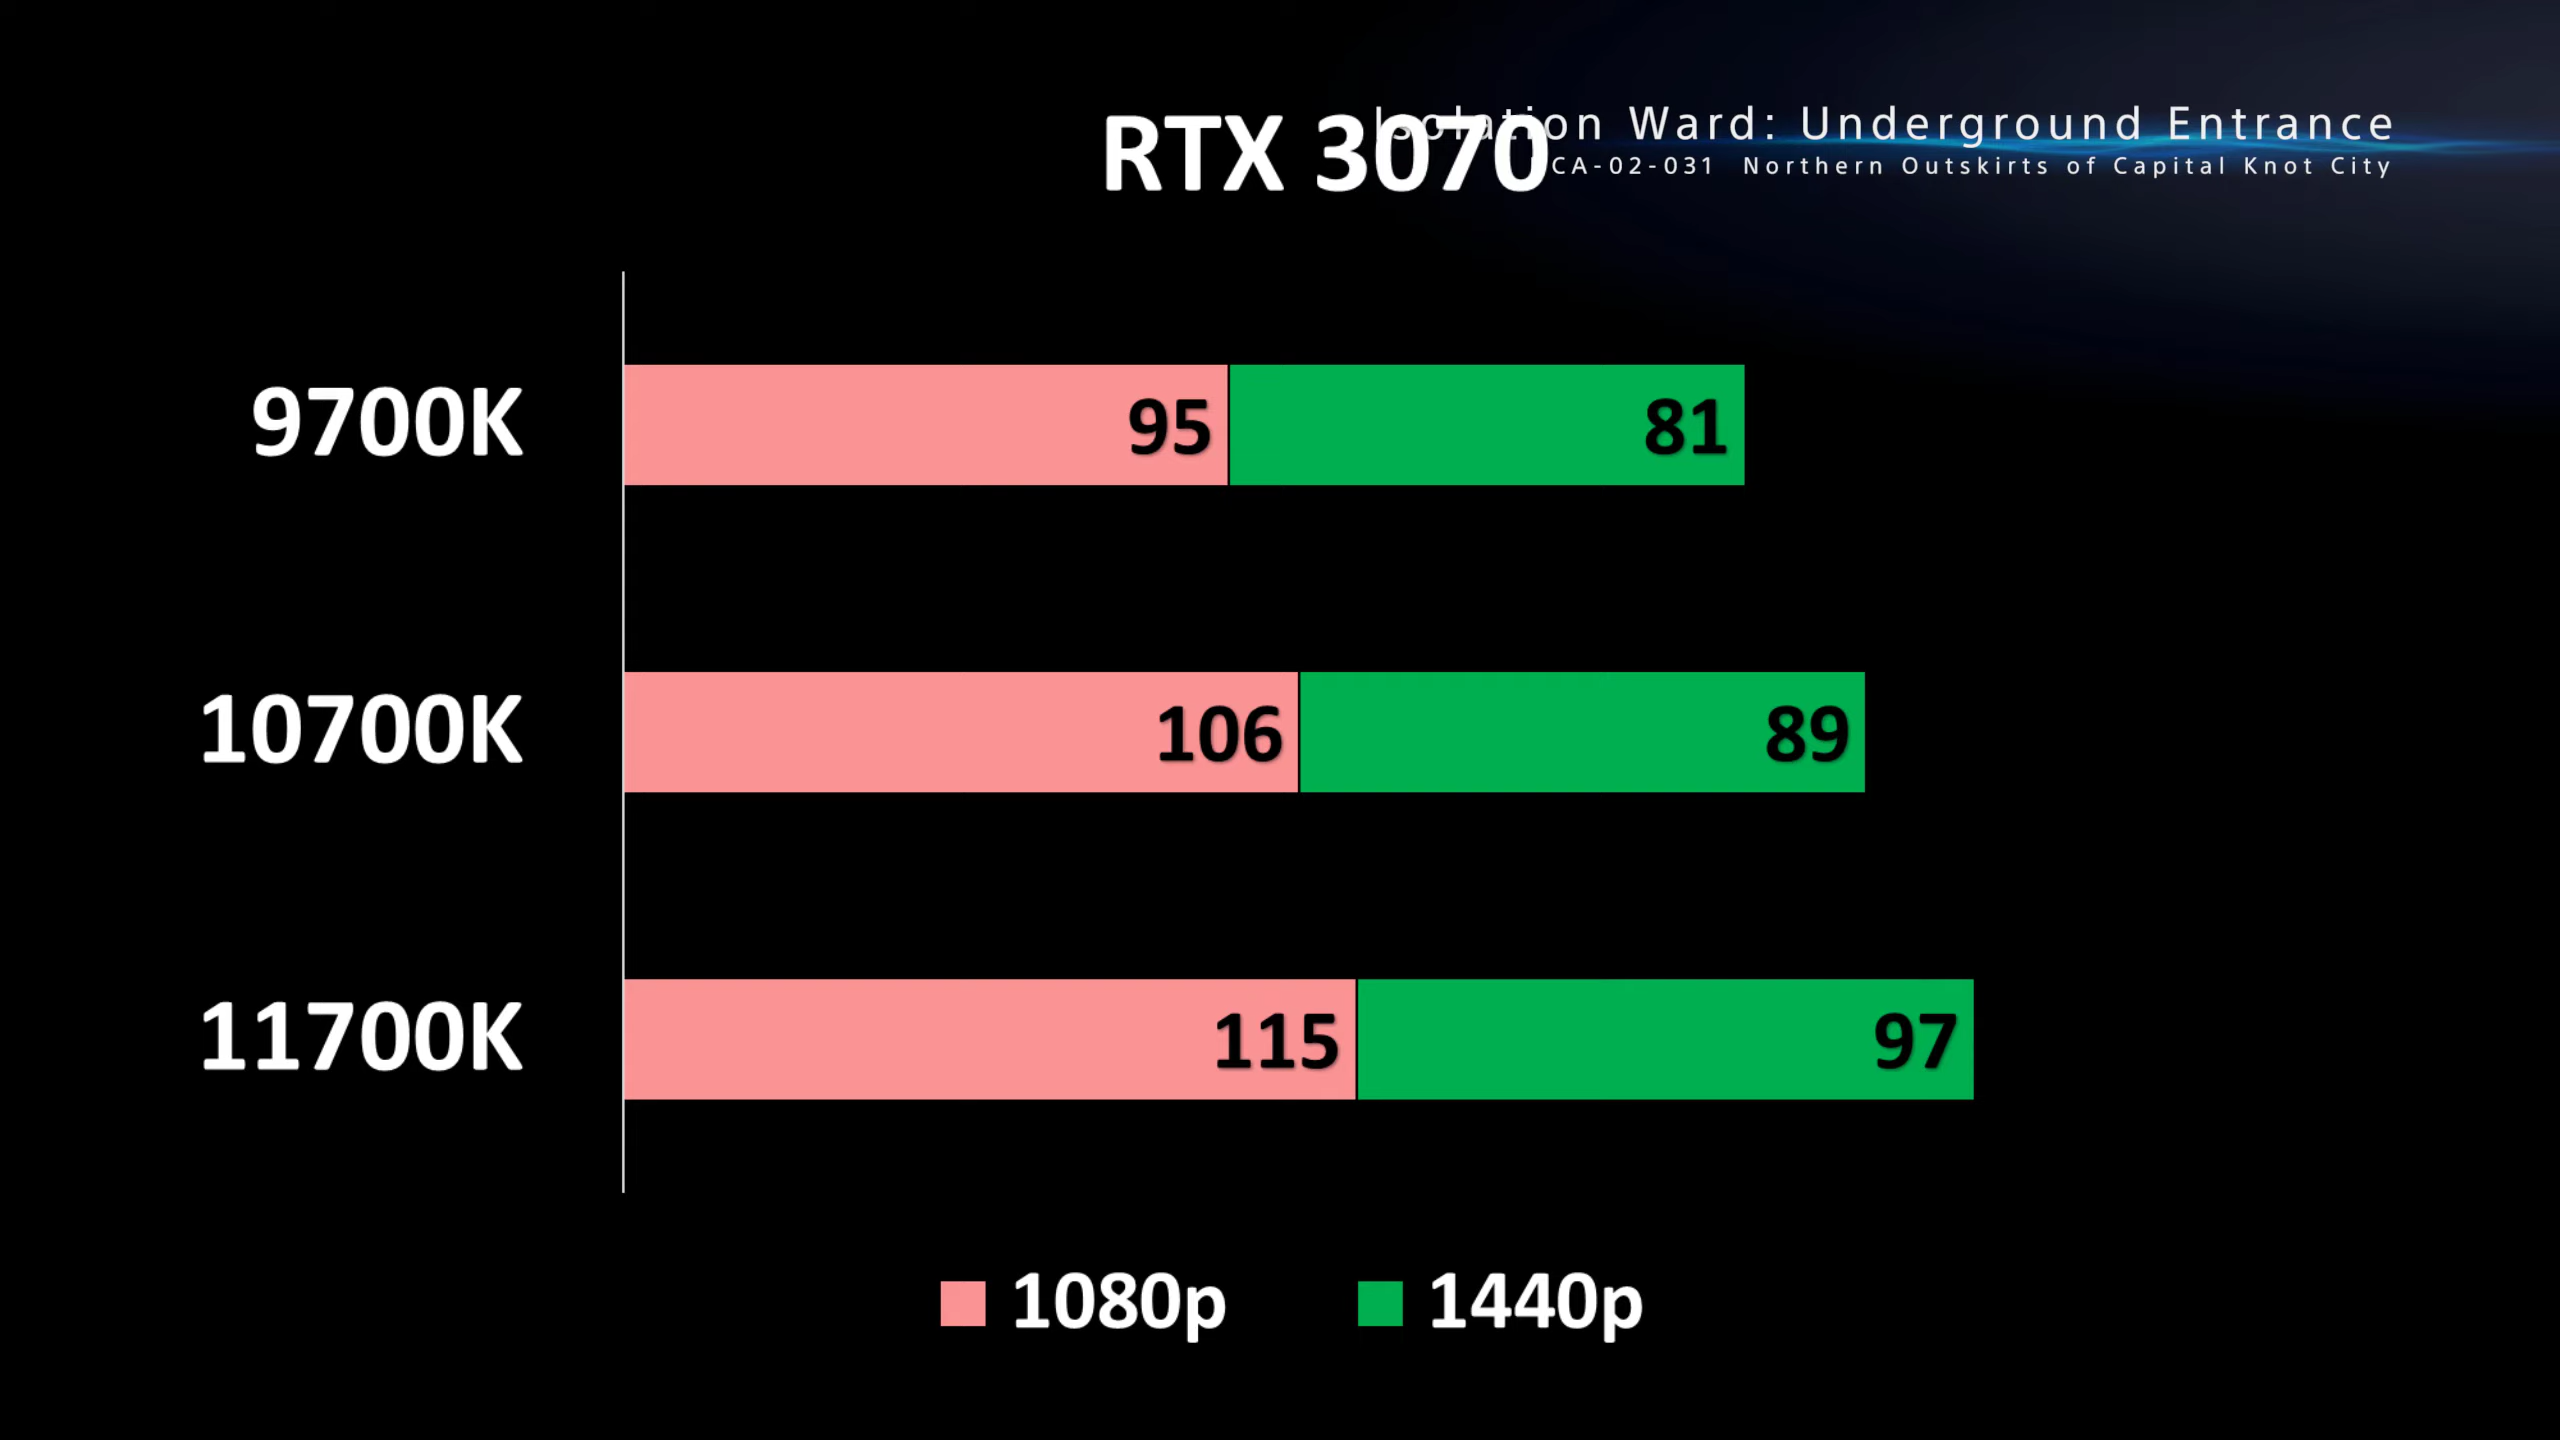 RTX 3070
Isolation Ward: Underground Entrance
CA-02-031 Northern Outskirts of Capital Knot City
9700K
95
81
10700K
106
89
11700K
115
97
1080p
1440p